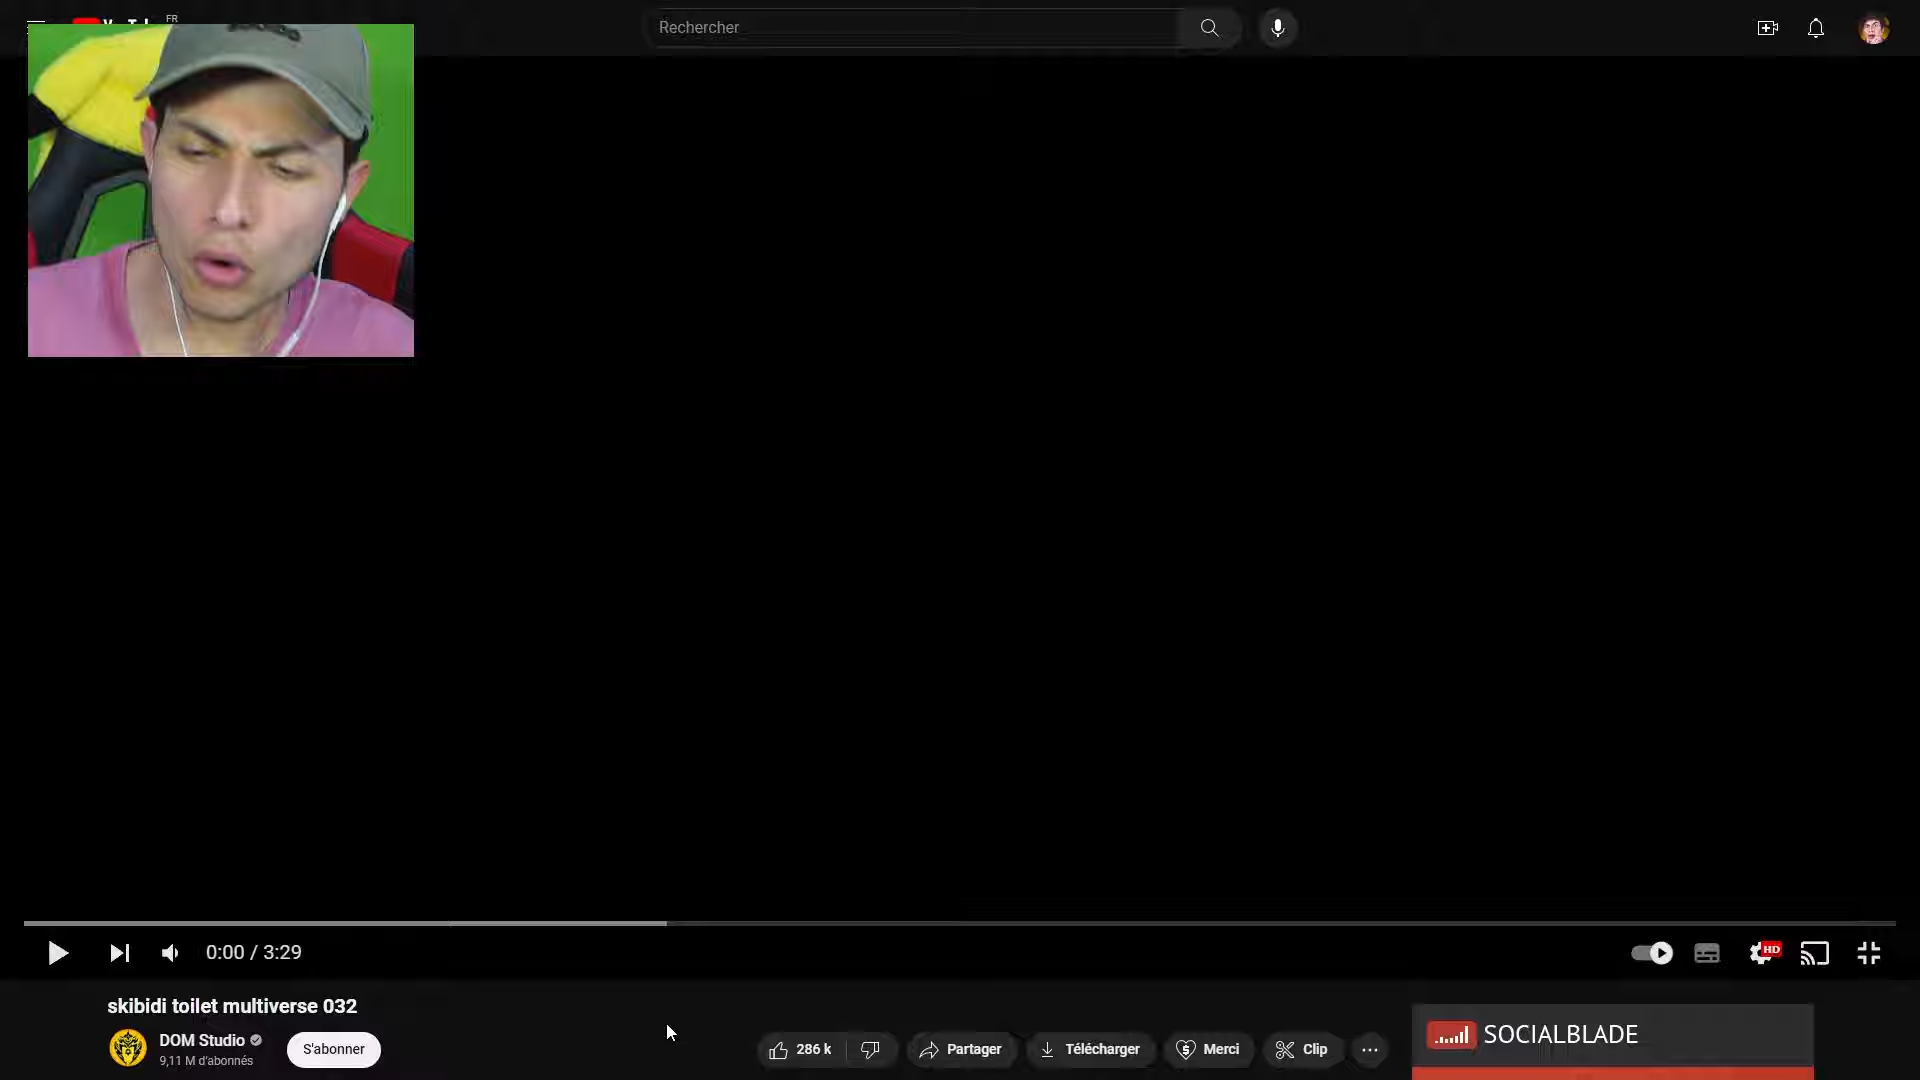 FR
Rechercher
0:00 / 3:29
HD
skibidi toilet multiverse 032
DOM Studio
9,11 M d'abonnés
S'abonner
286 k
Partager
Télécharger
Merci
Clip
SOCIALBLADE